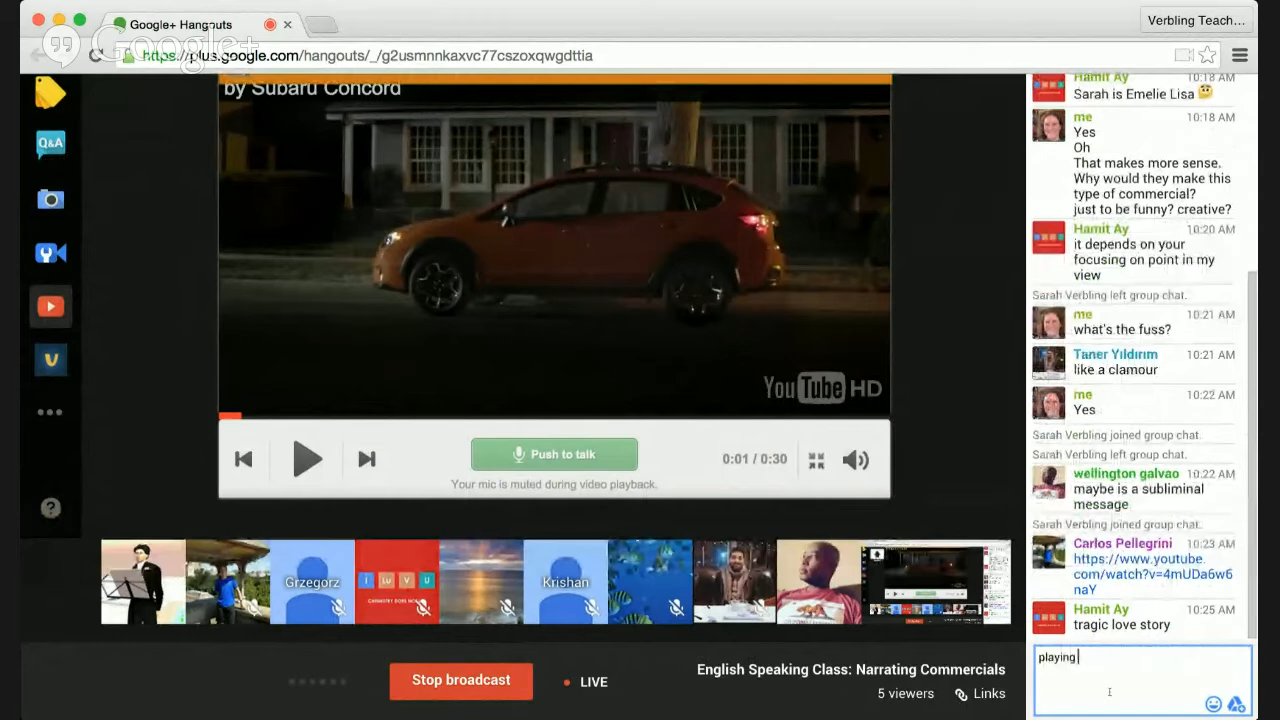 Google+ Hangouts
Verbling Teach...
Google+
https://plus.google.com/hangouts/_/g2usmnnkaxvc77cszoxgvgdttia
by Subaru Concord
Q&A
YouTube HD
Push to talk
0:01 / 0:30
Your mic is muted during video playback.
Grzegorz
I LU V U
Krishan
Stop broadcast
LIVE
English Speaking Class: Narrating Commercials
5 viewers
Links
Hamit Ay 10:18 AM
Sarah is Emelie Lisa
me 10:18 AM
Yes
Oh
That makes more sense.
Why would they make this
type of commercial?
just to be funny? creative?
Hamit Ay 10:20 AM
it depends on your
focusing on point in my
view
Sarah Verbling left group chat.
me 10:21 AM
what's the fuss?
Taner Yıldırım 10:21 AM
like a clamour
me 10:22 AM
Yes
Sarah Verbling joined group chat.
Sarah Verbling left group chat.
wellington galvao 10:22 AM
maybe is a subliminal
message
Sarah Verbling joined group chat.
Carlos Pellegrini 10:23 AM
https://www.youtube.
com/watch?v=4mUDa6w6
naY
Hamit Ay 10:25 AM
tragic love story
playing